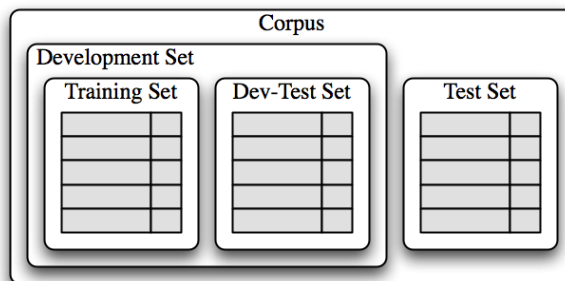 Corpus
Development Set
Training Set
Dev-Test Set
Test Set